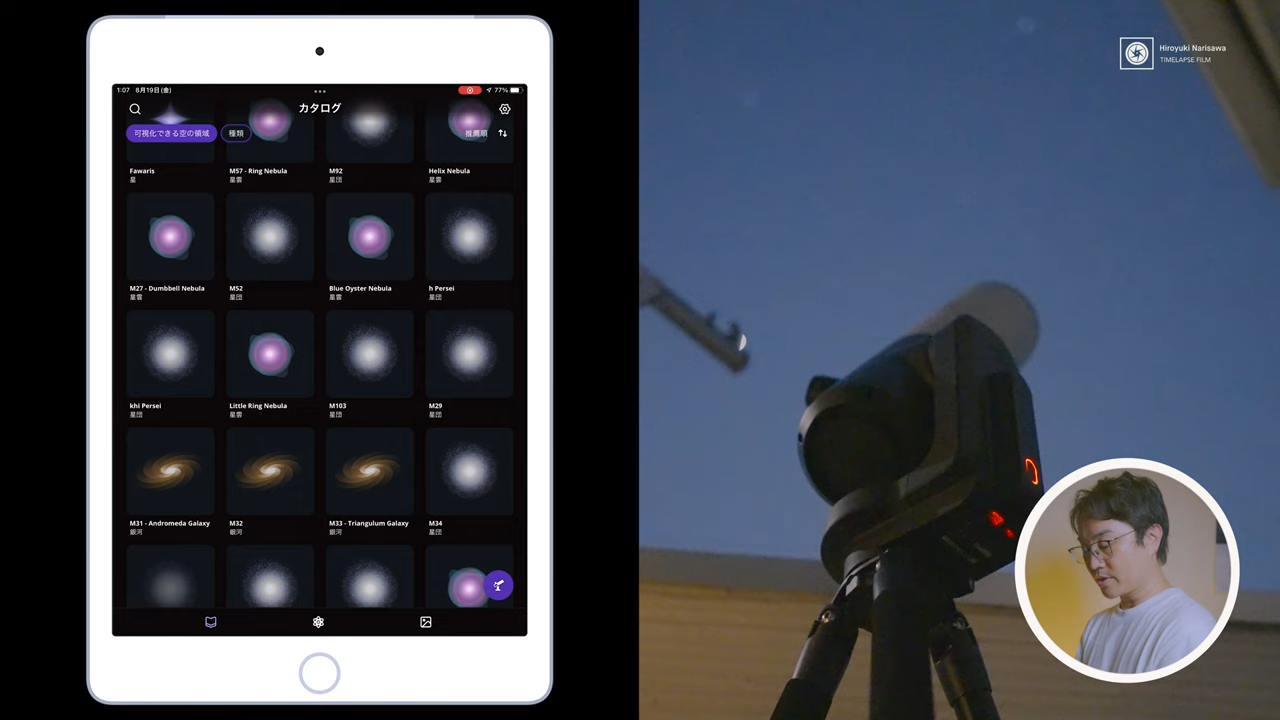 1:07 8月19日(金)
77%
カタログ
可視化できる空の領域
種類
推薦順
Fawaris
星
M57 - Ring Nebula
星雲
M92
星団
Helix Nebula
星雲
M27 - Dumbbell Nebula
星雲
M52
星団
Blue Oyster Nebula
星雲
h Persei
星団
khi Persei
星団
Little Ring Nebula
星雲
M103
星団
M29
星団
M31 - Andromeda Galaxy
銀河
M32
銀河
M33 - Triangulum Galaxy
銀河
M34
星団
Hiroyuki Narisawa
TIMELAPSE FILM